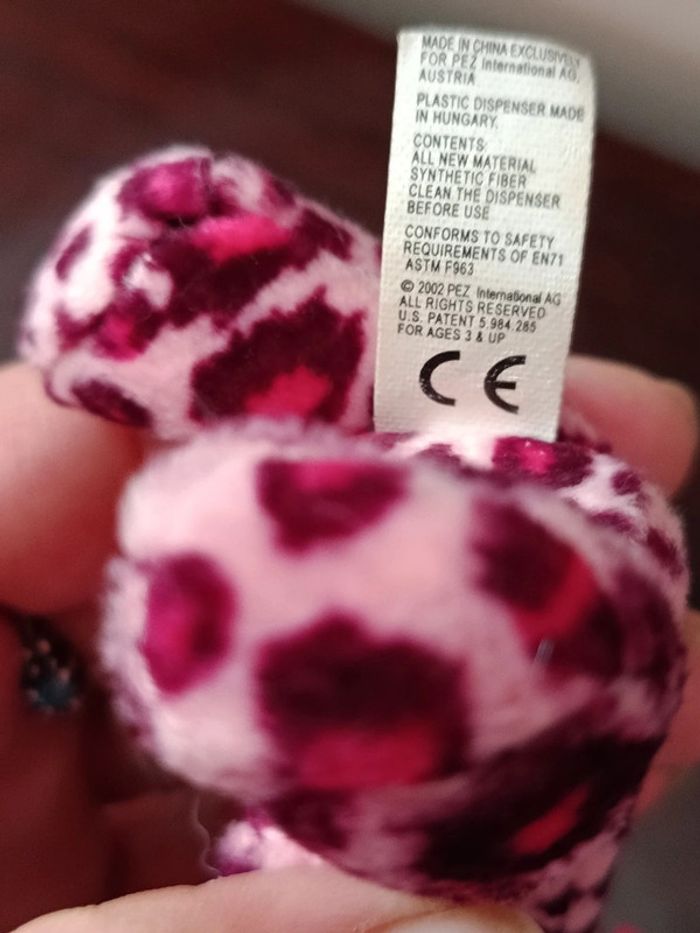 MADE IN CHINA EXCLUSIVELY
FOR PEZ International AG,
AUSTRIA
PLASTIC DISPENSER MADE
IN HUNGARY.
CONTENTS:
ALL NEW MATERIAL
SYNTHETIC FIBER
CLEAN THE DISPENSER
BEFORE USE
CONFORMS TO SAFETY
REQUIREMENTS OF EN71
ASTM F963
© 2002 PEZ International AG
ALL RIGHTS RESERVED
U.S. PATENT 5.984.285
FOR AGES 3 & UP
CE